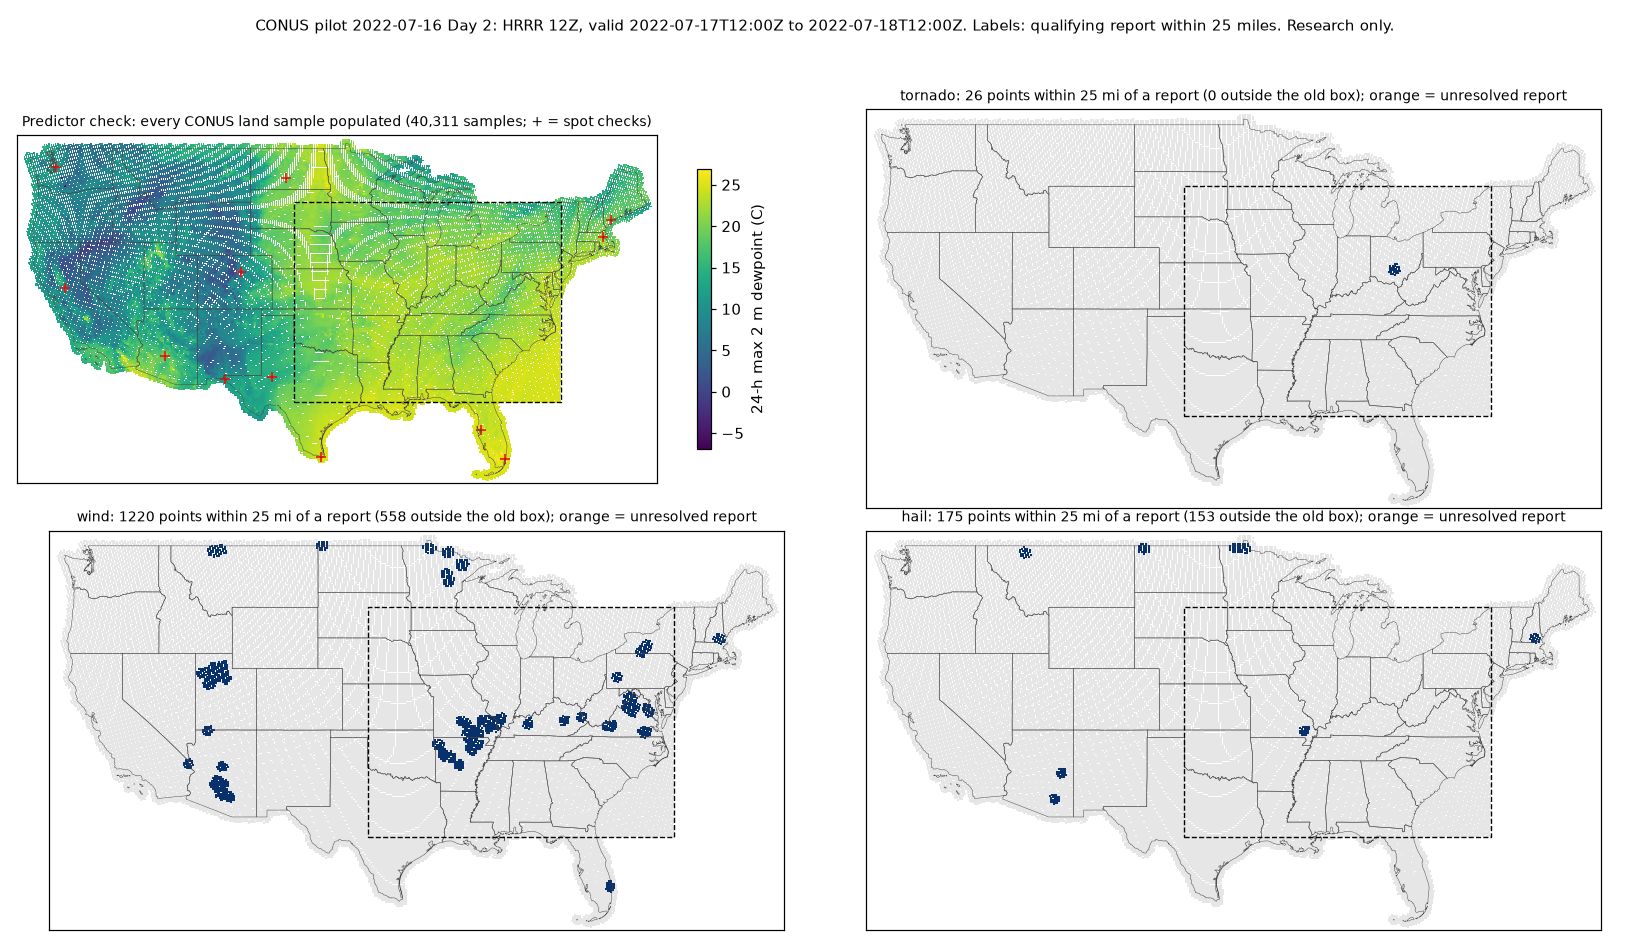 CONUS pilot 2022-07-16 Day 2: HRRR 12Z, valid 2022-07-17T12:00Z to 2022-07-18T12:00Z. Labels: qualifying report within 25 miles. Research only.
Predictor check: every CONUS land sample populated (40,311 samples; + = spot checks)
25
20
15
10
5
0
−5
24-h max 2 m dewpoint (C)
tornado: 26 points within 25 mi of a report (0 outside the old box); orange = unresolved report
wind: 1220 points within 25 mi of a report (558 outside the old box); orange = unresolved report
hail: 175 points within 25 mi of a report (153 outside the old box); orange = unresolved report